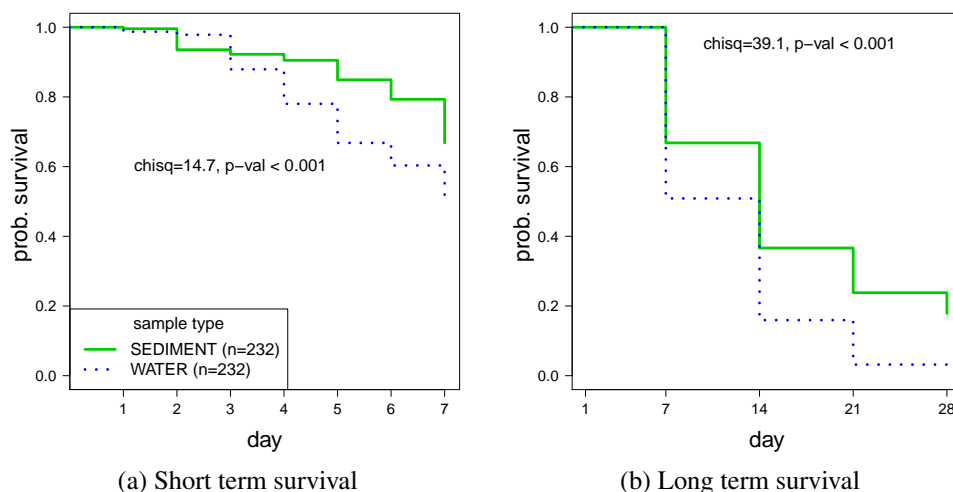 prob. survival
1.0
0.8
0.6
0.4
0.2
0.0
chisq=14.7, p−val < 0.001
sample type
SEDIMENT (n=232)
WATER (n=232)
1 2 3 4 5 6 7
day
(a) Short term survival
prob. survival
1.0
0.8
0.6
0.4
0.2
0.0
chisq=39.1, p−val < 0.001
1 7 14 21 28
day
(b) Long term survival